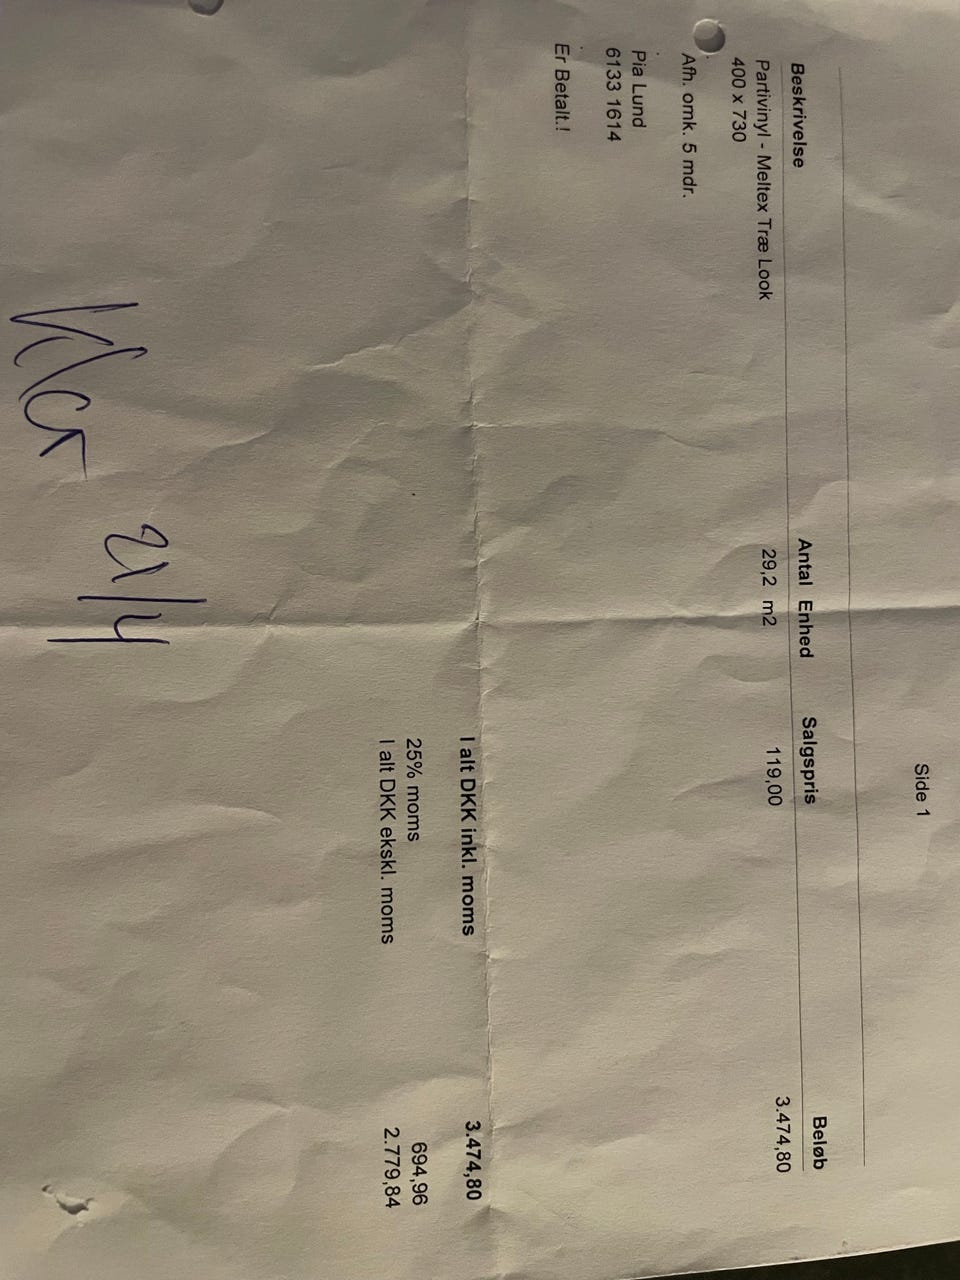 Side 1
Beskrivelse Antal Enhed Salgspris Beløb
Partivinyl - Meltex Træ Look 29,2 m2 119,00 3.474,80
400 x 730
Afh. omk. 5 mdr.
Pia Lund
6133 1614
Er Betalt.!
I alt DKK inkl. moms 3.474,80
25% moms 694,96
I alt DKK ekskl. moms 2.779,84
21/4